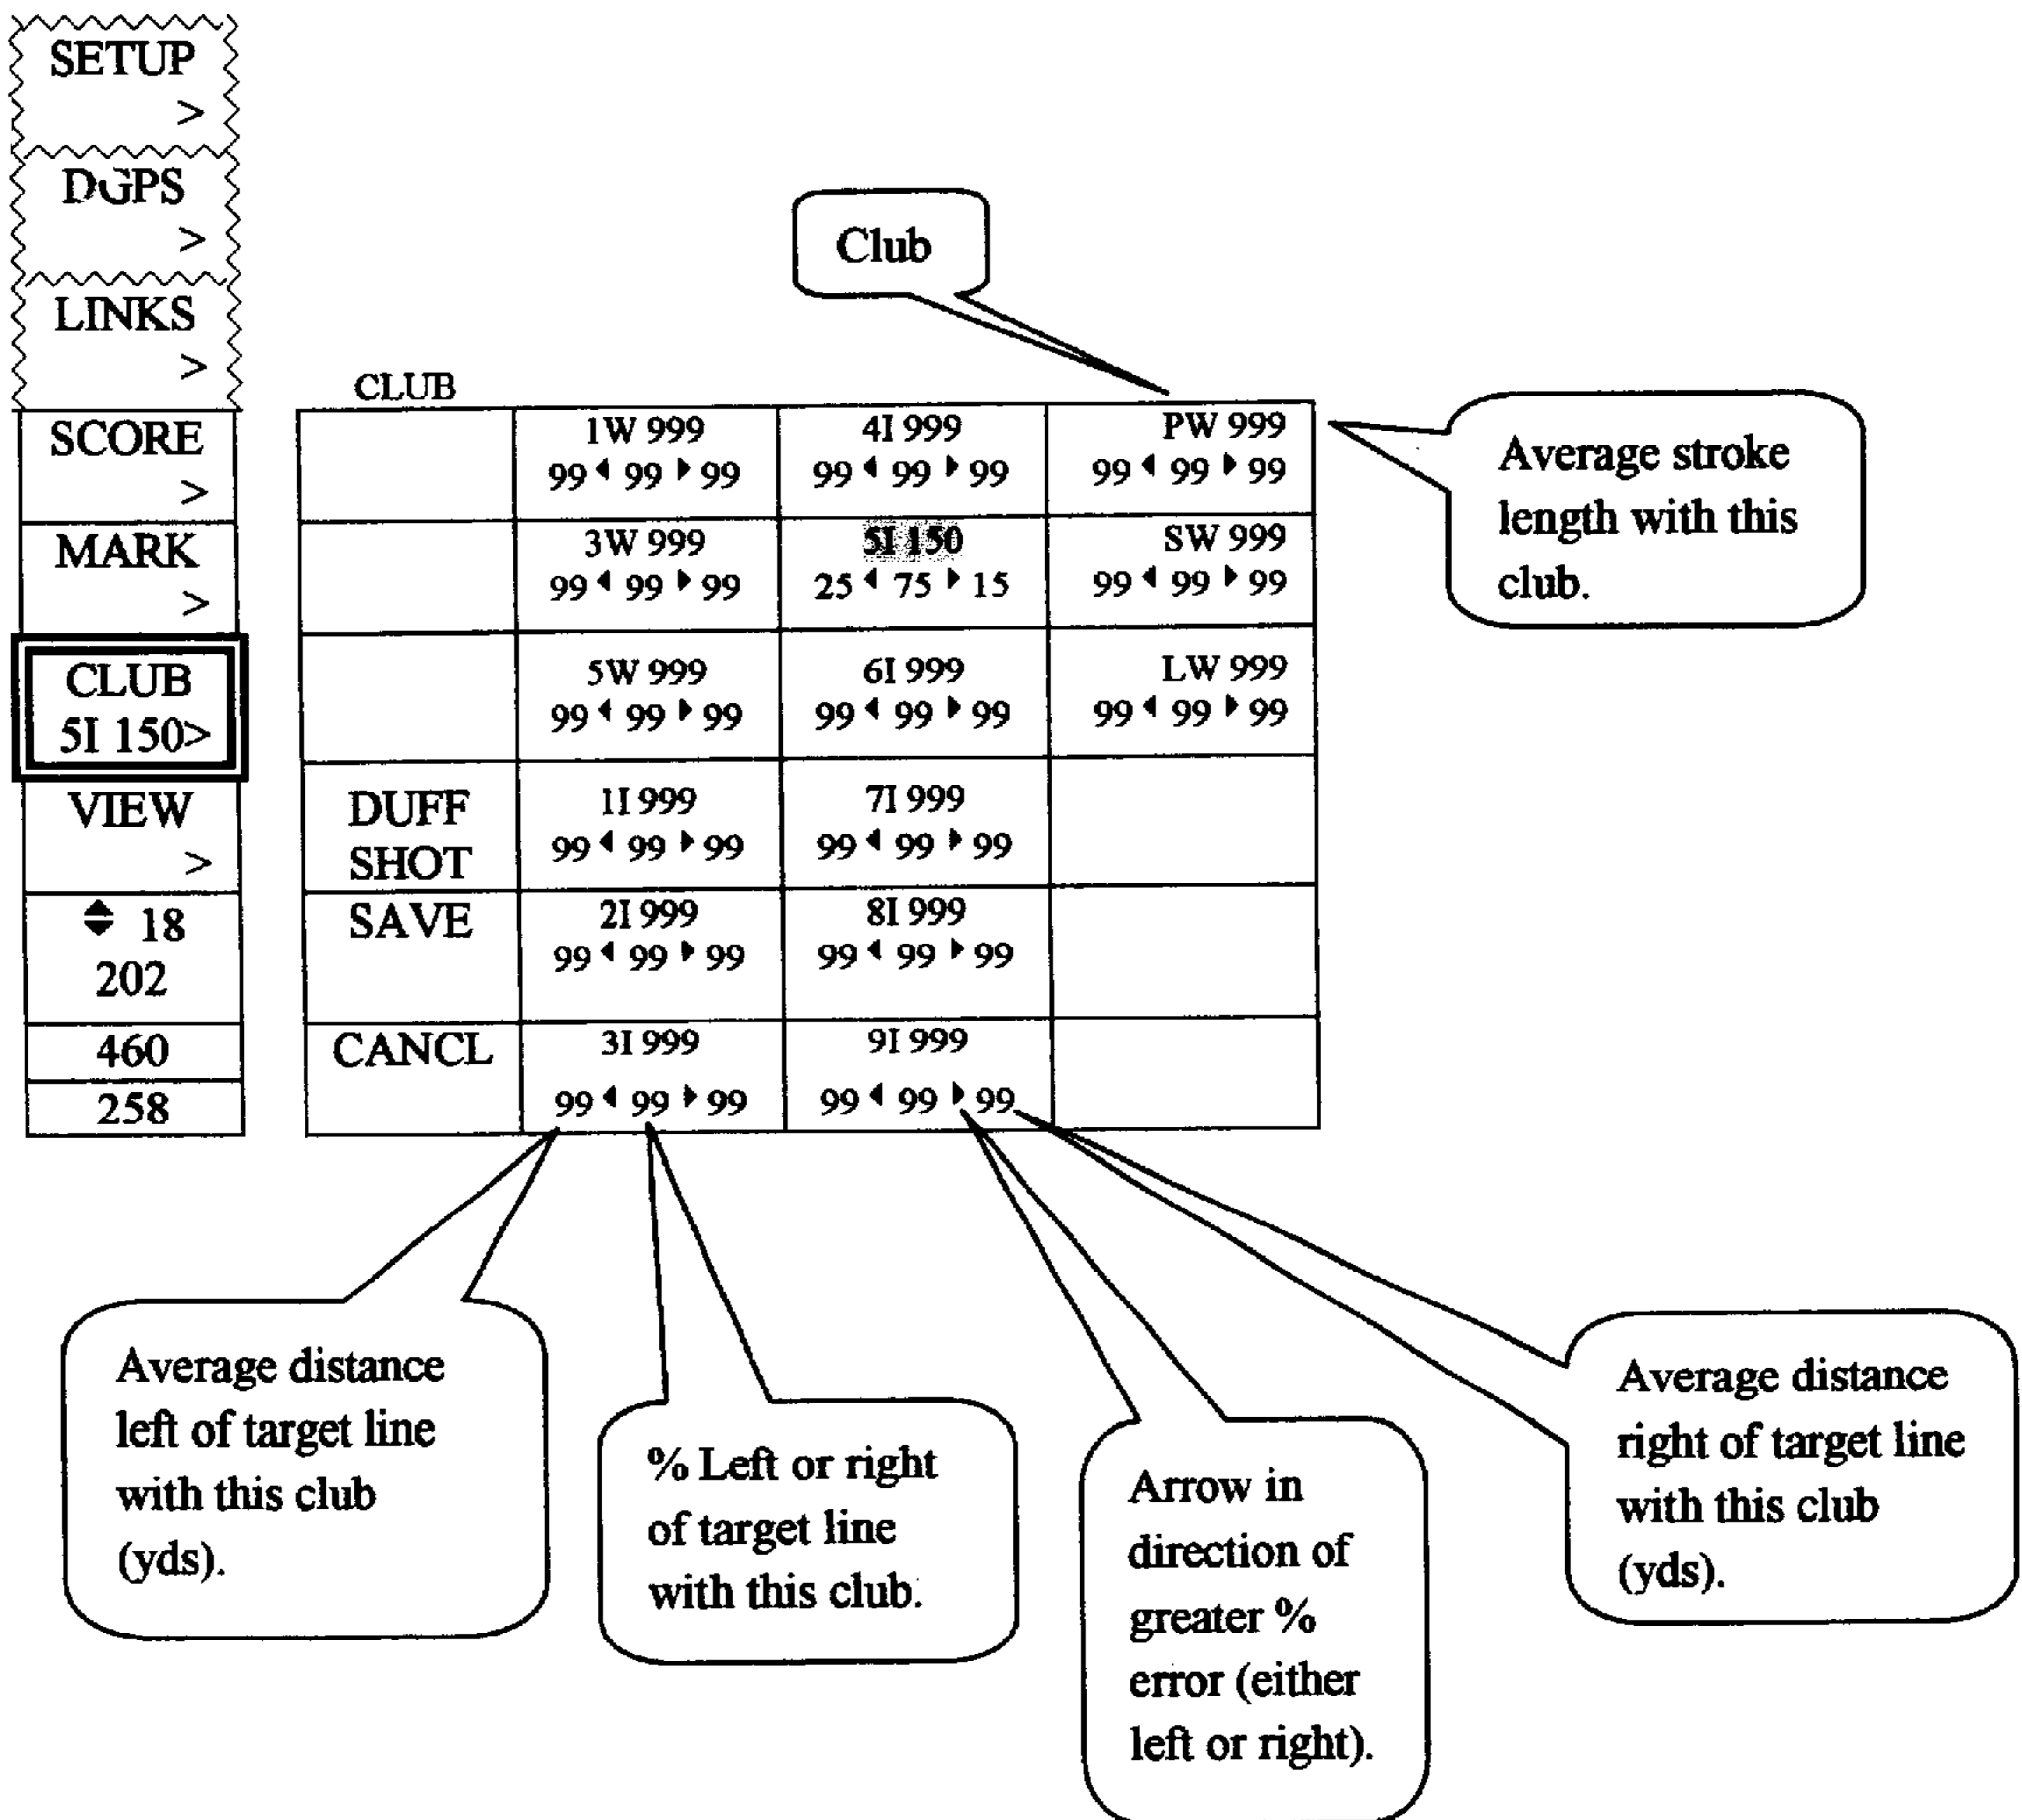 SETUP
>
DGPS
>
LINKS
>
SCORE
>
MARK
>
CLUB
5I 150>
VIEW
>
18
202
460
258
Club
CLUB
1W 999
99 ◀ 99 ▶ 99
4I 999
99 ◀ 99 ▶ 99
PW 999
99 ◀ 99 ▶ 99
3W 999
99 ◀ 99 ▶ 99
5I 150
25 ◀ 75 ▶ 15
SW 999
99 ◀ 99 ▶ 99
5W 999
99 ◀ 99 ▶ 99
6I 999
99 ◀ 99 ▶ 99
LW 999
99 ◀ 99 ▶ 99
DUFF
SHOT
1I 999
99 ◀ 99 ▶ 99
7I 999
99 ◀ 99 ▶ 99
SAVE
2I 999
99 ◀ 99 ▶ 99
8I 999
99 ◀ 99 ▶ 99
CANCL
3I 999
99 ◀ 99 ▶ 99
9I 999
99 ◀ 99 ▶ 99
Average stroke
length with this
club.
Average distance
left of target line
with this club
(yds).
% Left or right
of target line
with this club.
Arrow in
direction of
greater %
error (either
left or right).
Average distance
right of target line
with this club
(yds).